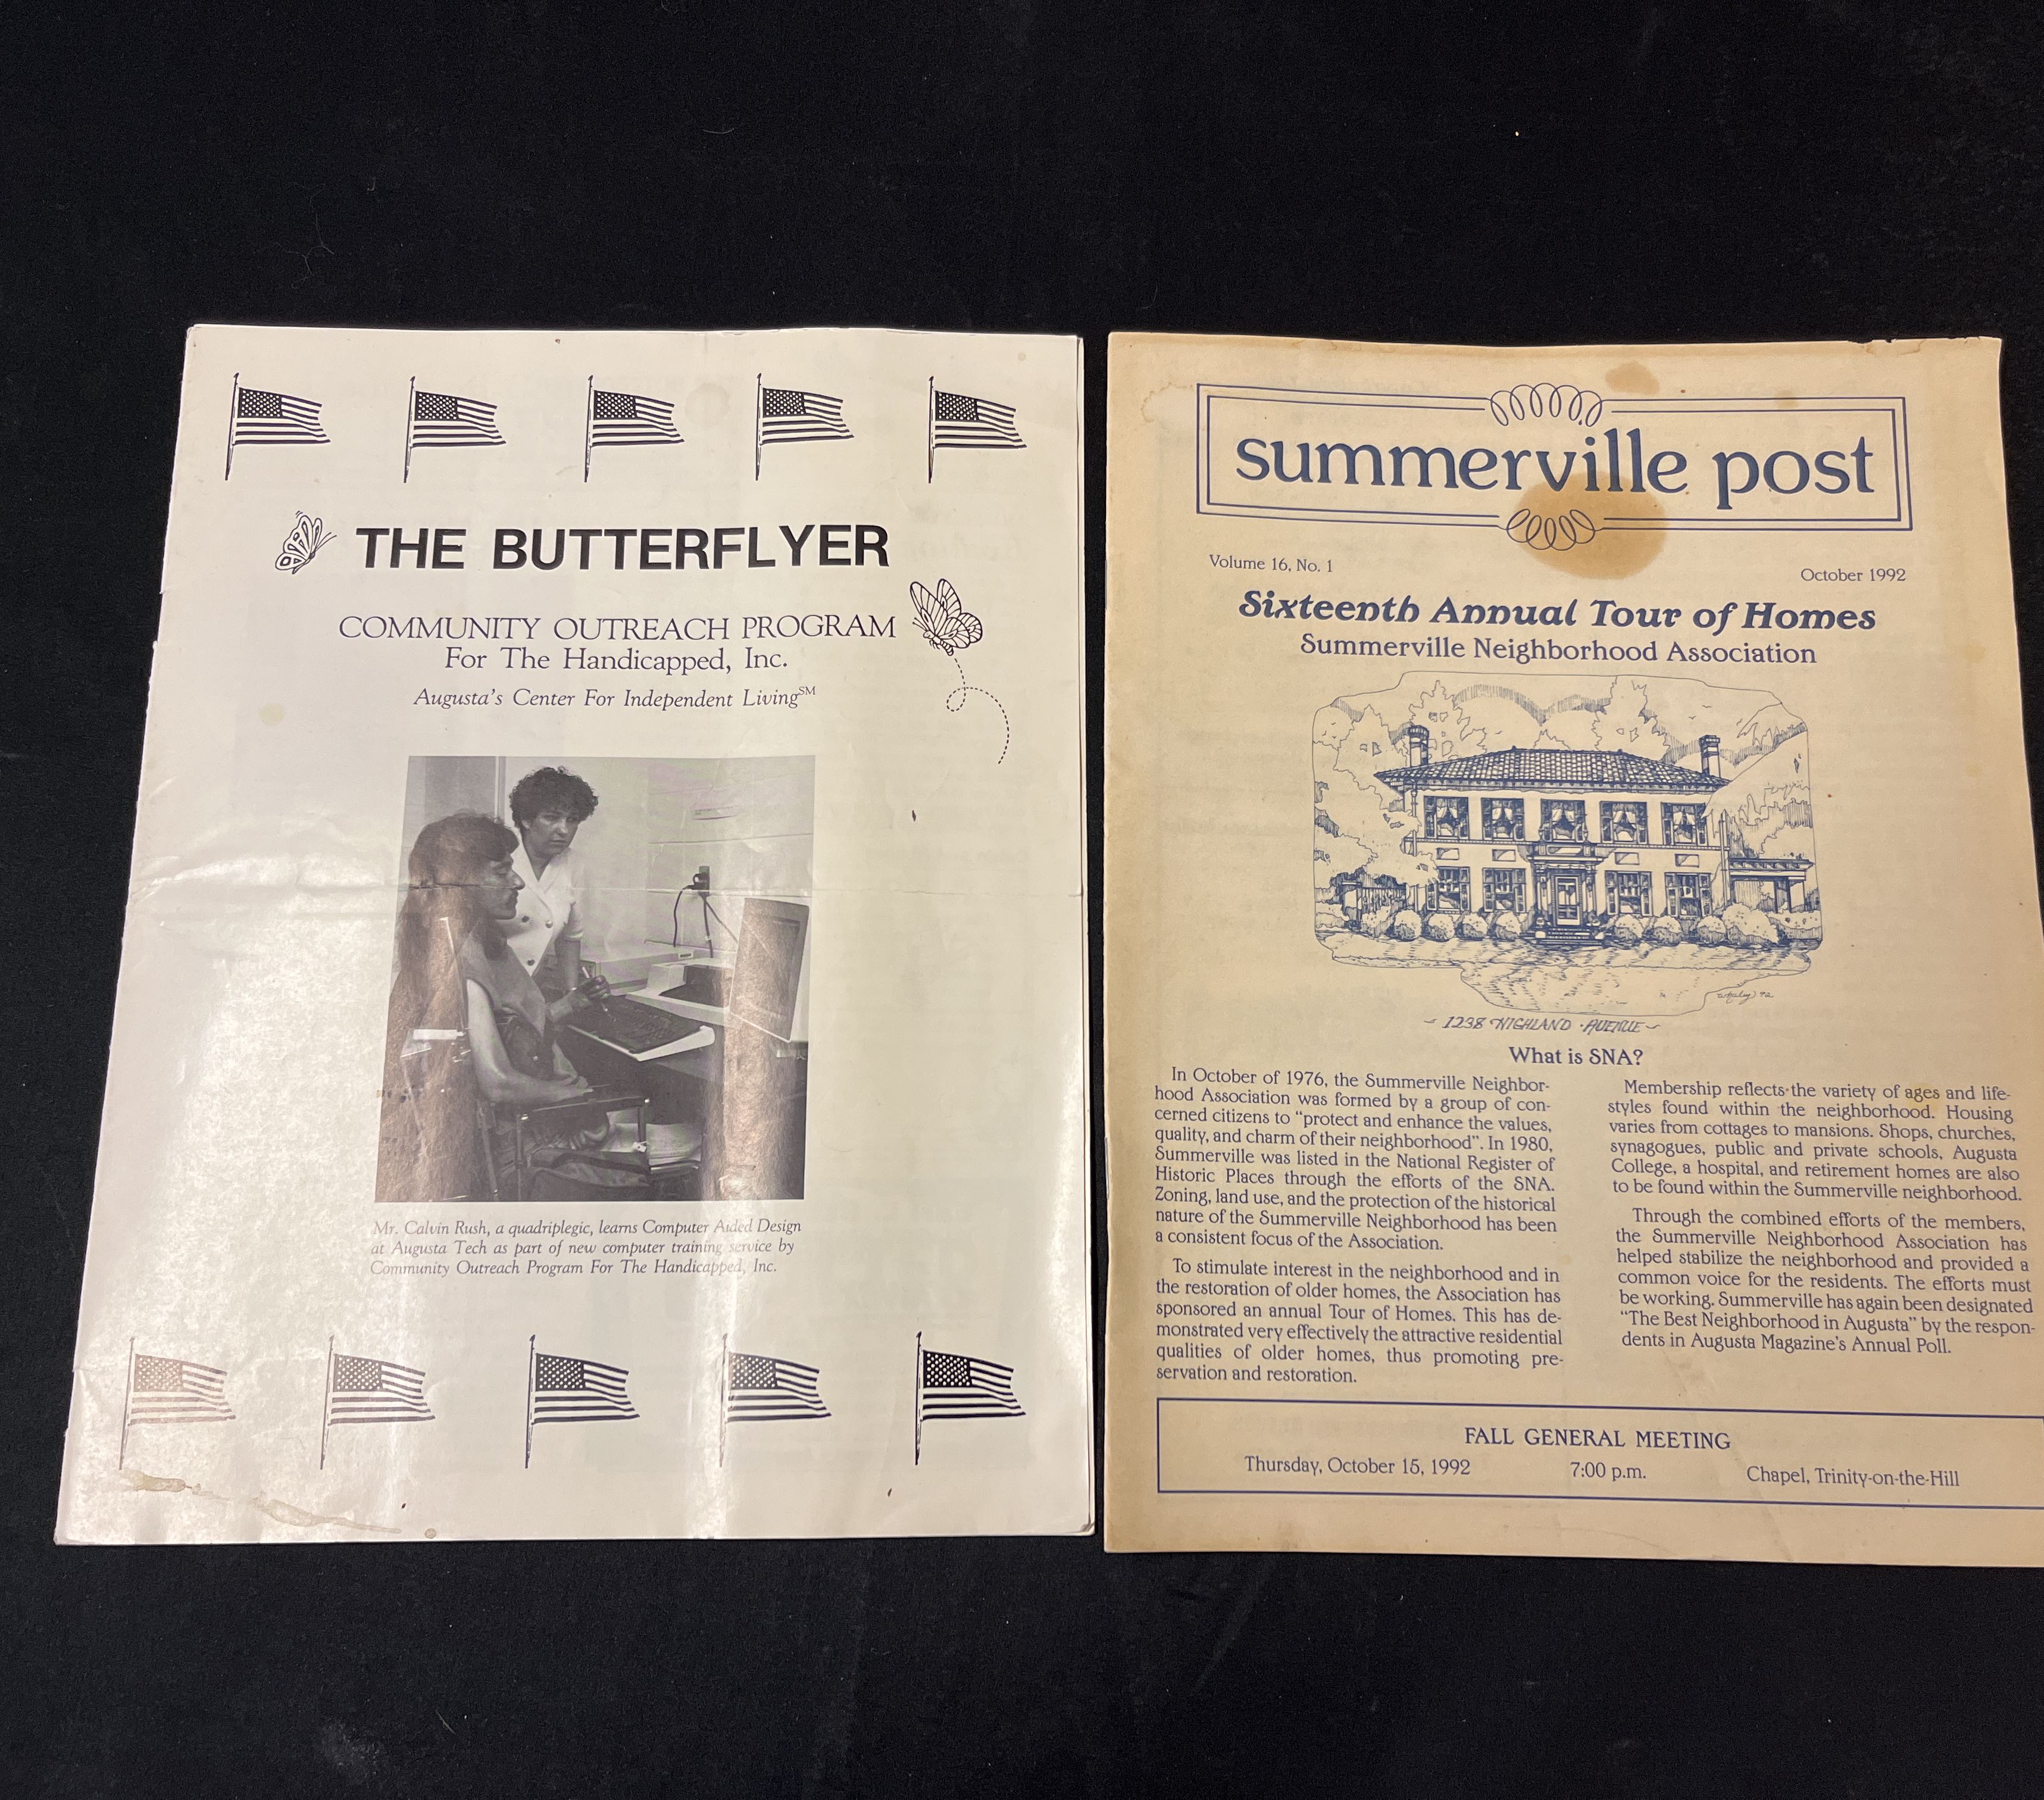 THE BUTTERFLYER
COMMUNITY OUTREACH PROGRAM
For The Handicapped, Inc.
Augusta's Center For Independent Living℠
Mr. Calvin Rush, a quadriplegic, learns Computer Aided Design
at Augusta Tech as part of new computer training service by
Community Outreach Program For The Handicapped, Inc.
summerville post
Volume 16, No. 1
October 1992
Sixteenth Annual Tour of Homes
Summerville Neighborhood Association
'92
~ 1238 HIGHLAND · AVENUE ~
What is SNA?
In October of 1976, the Summerville Neighbor-
hood Association was formed by a group of con-
cerned citizens to "protect and enhance the values,
quality, and charm of their neighborhood". In 1980,
Summerville was listed in the National Register of
Historic Places through the efforts of the SNA.
Zoning, land use, and the protection of the historical
nature of the Summerville Neighborhood has been
a consistent focus of the Association.
To stimulate interest in the neighborhood and in
the restoration of older homes, the Association has
sponsored an annual Tour of Homes. This has de-
monstrated very effectively the attractive residential
qualities of older homes, thus promoting pre-
servation and restoration.
Membership reflects the variety of ages and life-
styles found within the neighborhood. Housing
varies from cottages to mansions. Shops, churches,
synagogues, public and private schools, Augusta
College, a hospital, and retirement homes are also
to be found within the Summerville neighborhood.
Through the combined efforts of the members,
the Summerville Neighborhood Association has
helped stabilize the neighborhood and provided a
common voice for the residents. The efforts must
be working. Summerville has again been designated
"The Best Neighborhood in Augusta" by the respon-
dents in Augusta Magazine's Annual Poll.
FALL GENERAL MEETING
Thursday, October 15, 1992
7:00 p.m.
Chapel, Trinity-on-the-Hill